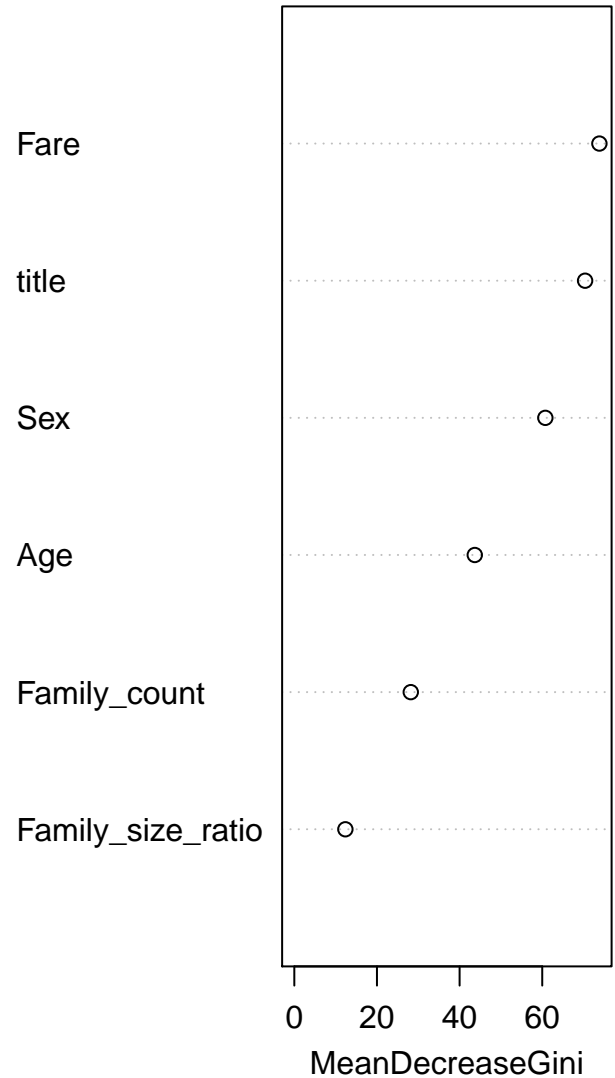 Fare
title
Sex
Age
Family_count
Family_size_ratio
0 20 40 60
MeanDecreaseGini